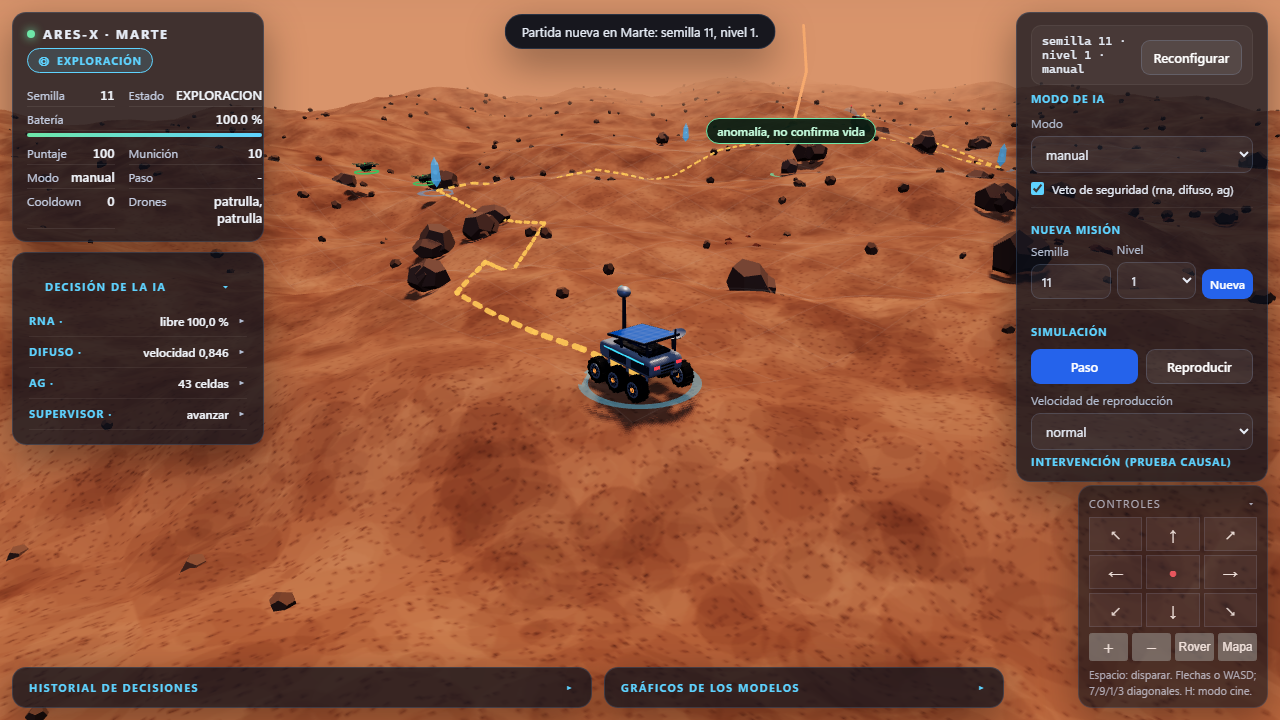 ARES-X · MARTE
EXPLORACIÓN
Semilla 11 Estado EXPLORACION
Batería 100.0 %
Puntaje 100 Munición 10
Modo manual Paso -
Cooldown 0 Drones patrulla,
patrulla
DECISIÓN DE LA IA
RNA · libre 100,0 %
DIFUSO · velocidad 0,846
AG · 43 celdas
SUPERVISOR · avanzar
Partida nueva en Marte: semilla 11, nivel 1.
anomalía, no confirma vida
semilla 11 ·
nivel 1 ·
manual
Reconfigurar
MODO DE IA
Modo
manual
Veto de seguridad (rna, difuso, ag)
NUEVA MISIÓN
Semilla Nivel
11 1 Nueva
SIMULACIÓN
Paso Reproducir
Velocidad de reproducción
normal
INTERVENCIÓN (PRUEBA CAUSAL)
CONTROLES
↖ ↑ ↗
← ● →
↙ ↓ ↘
+ − Rover Mapa
Espacio: disparar. Flechas o WASD;
7/9/1/3 diagonales. H: modo cine.
HISTORIAL DE DECISIONES
GRÁFICOS DE LOS MODELOS